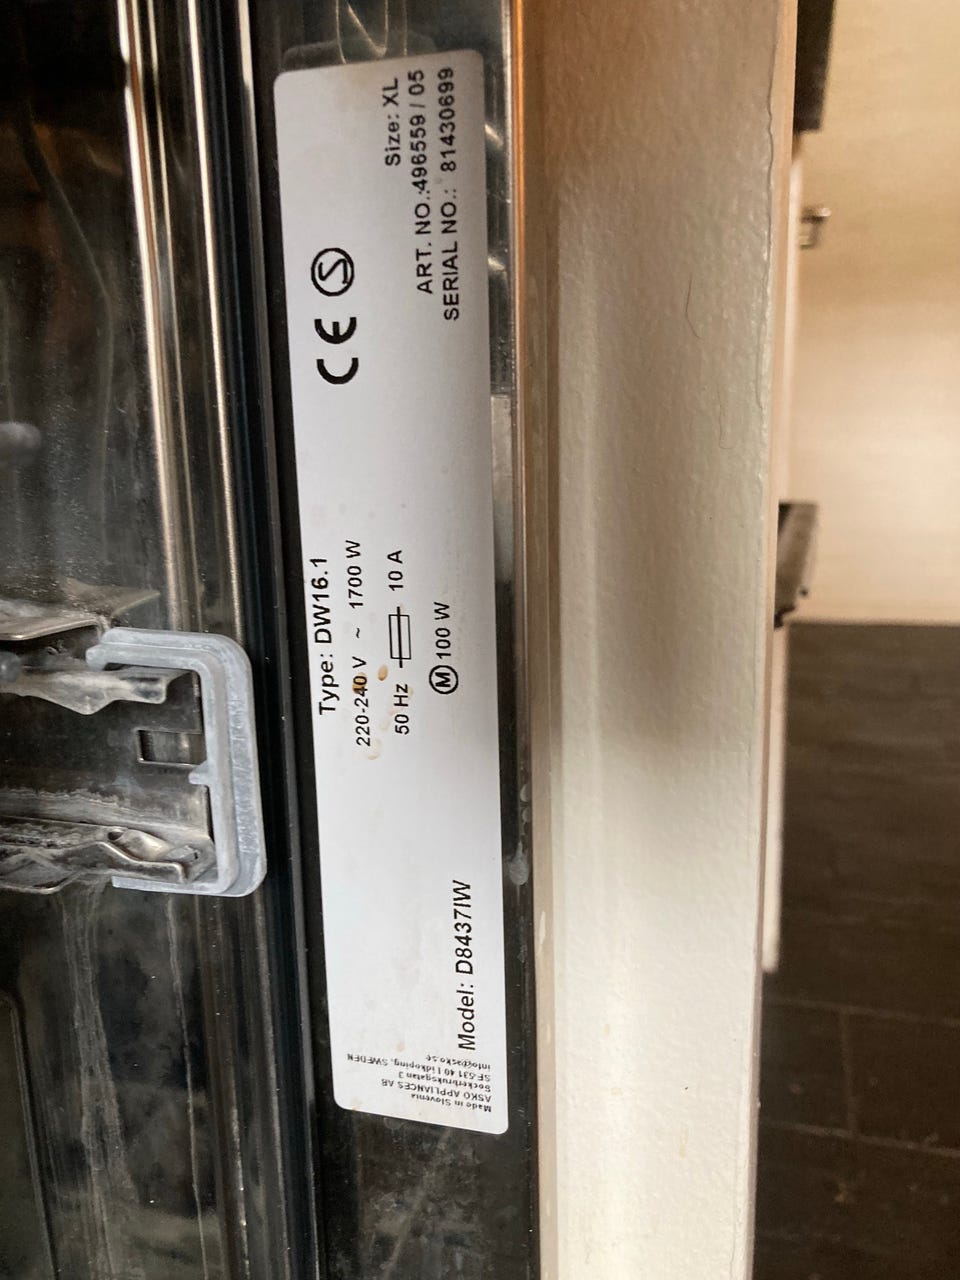 Made in Slovenia
ASKO APPLIANCES AB
Sockerbruksgatan 3
SE-531 40 Lidköping, SWEDEN
info@asko.se
Model: D8437IW
Type: DW16.1
220-240 V ~ 1700 W
50 Hz 10 A
M 100 W
CE S
Size: XL
ART. NO.:496559 / 05
SERIAL NO.: 81430699